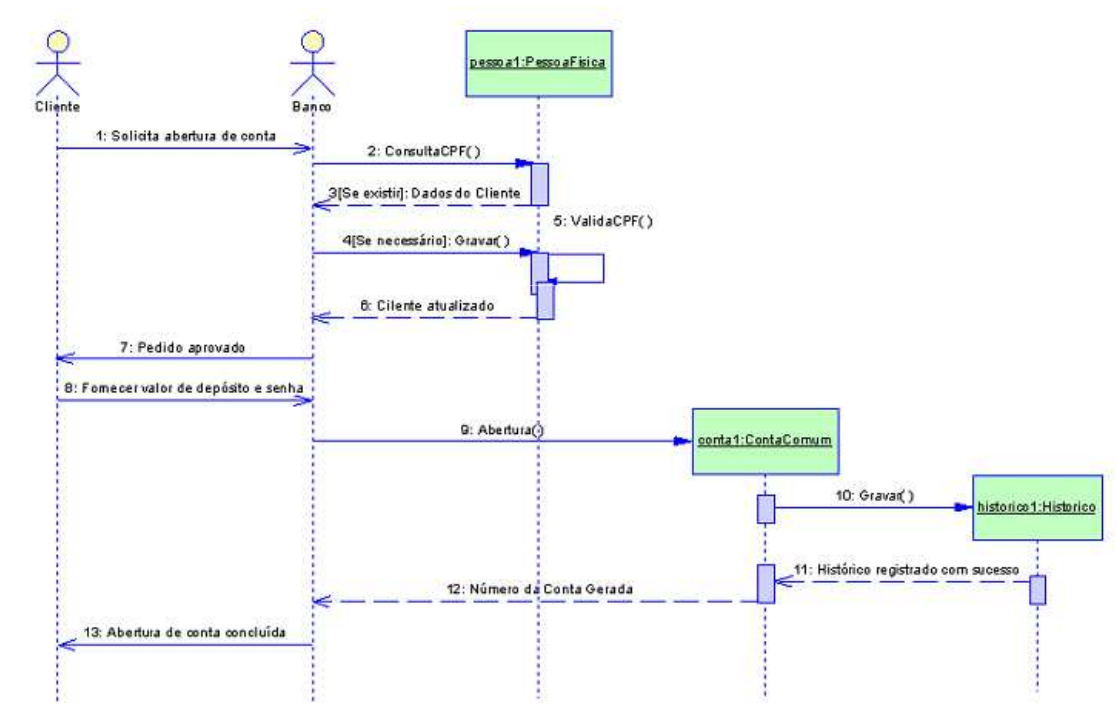 pessoa1:PessoaFisica
Cliente
Banco
1: Solicita abertura de conta
2: ConsultaCPF()
3[Se existir]: Dados do Cliente
5: ValidaCPF()
4[Se necessário]: Gravar()
6: Cilente atualizado
7: Pedido aprovado
8: Fornecer valor de depósito e senha
9: Abertura()
conta1:ContaComum
10: Gravar()
historico1:Historico
11: Histórico registrado com sucesso
12: Número da Conta Gerada
13: Abertura de conta concluída